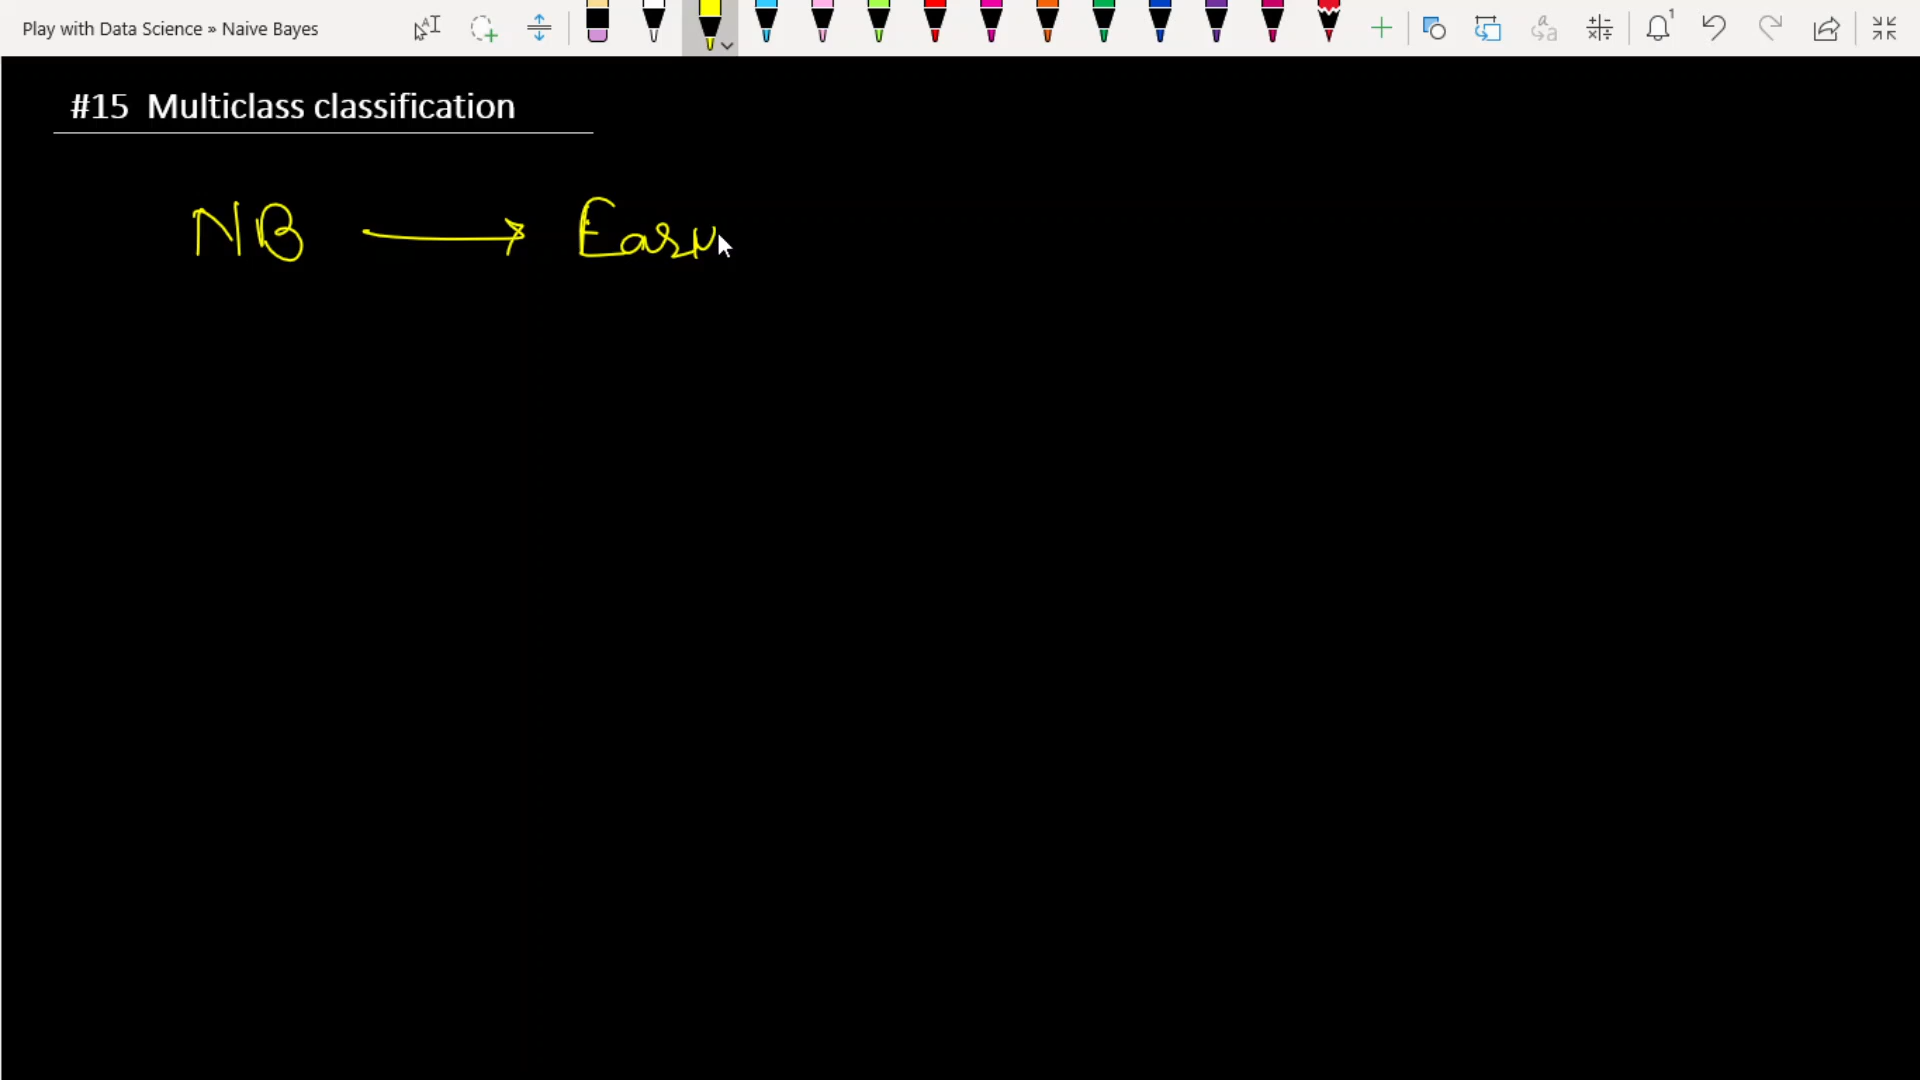 Play with Data Science » Naive Bayes
#15 Multiclass classification
NB → Easy